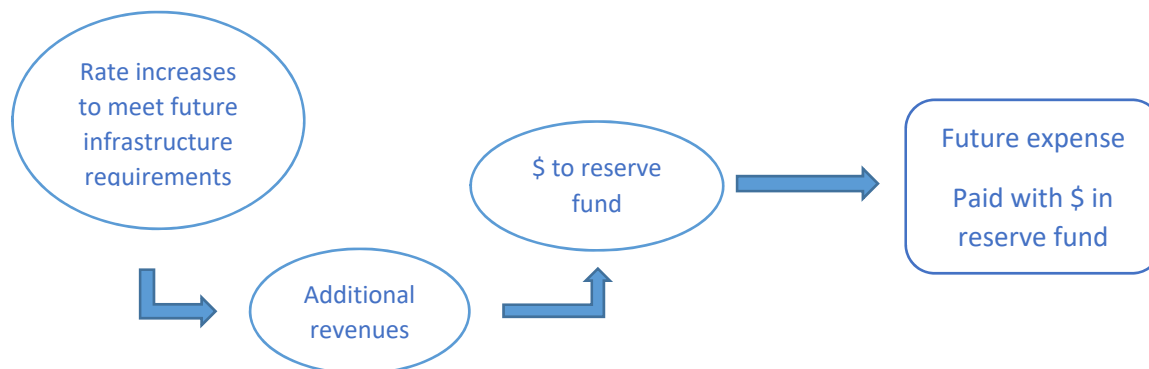 Rate increases
to meet future
infrastructure
requirements
Additional
revenues
$ to reserve
fund
Future expense
Paid with $ in
reserve fund